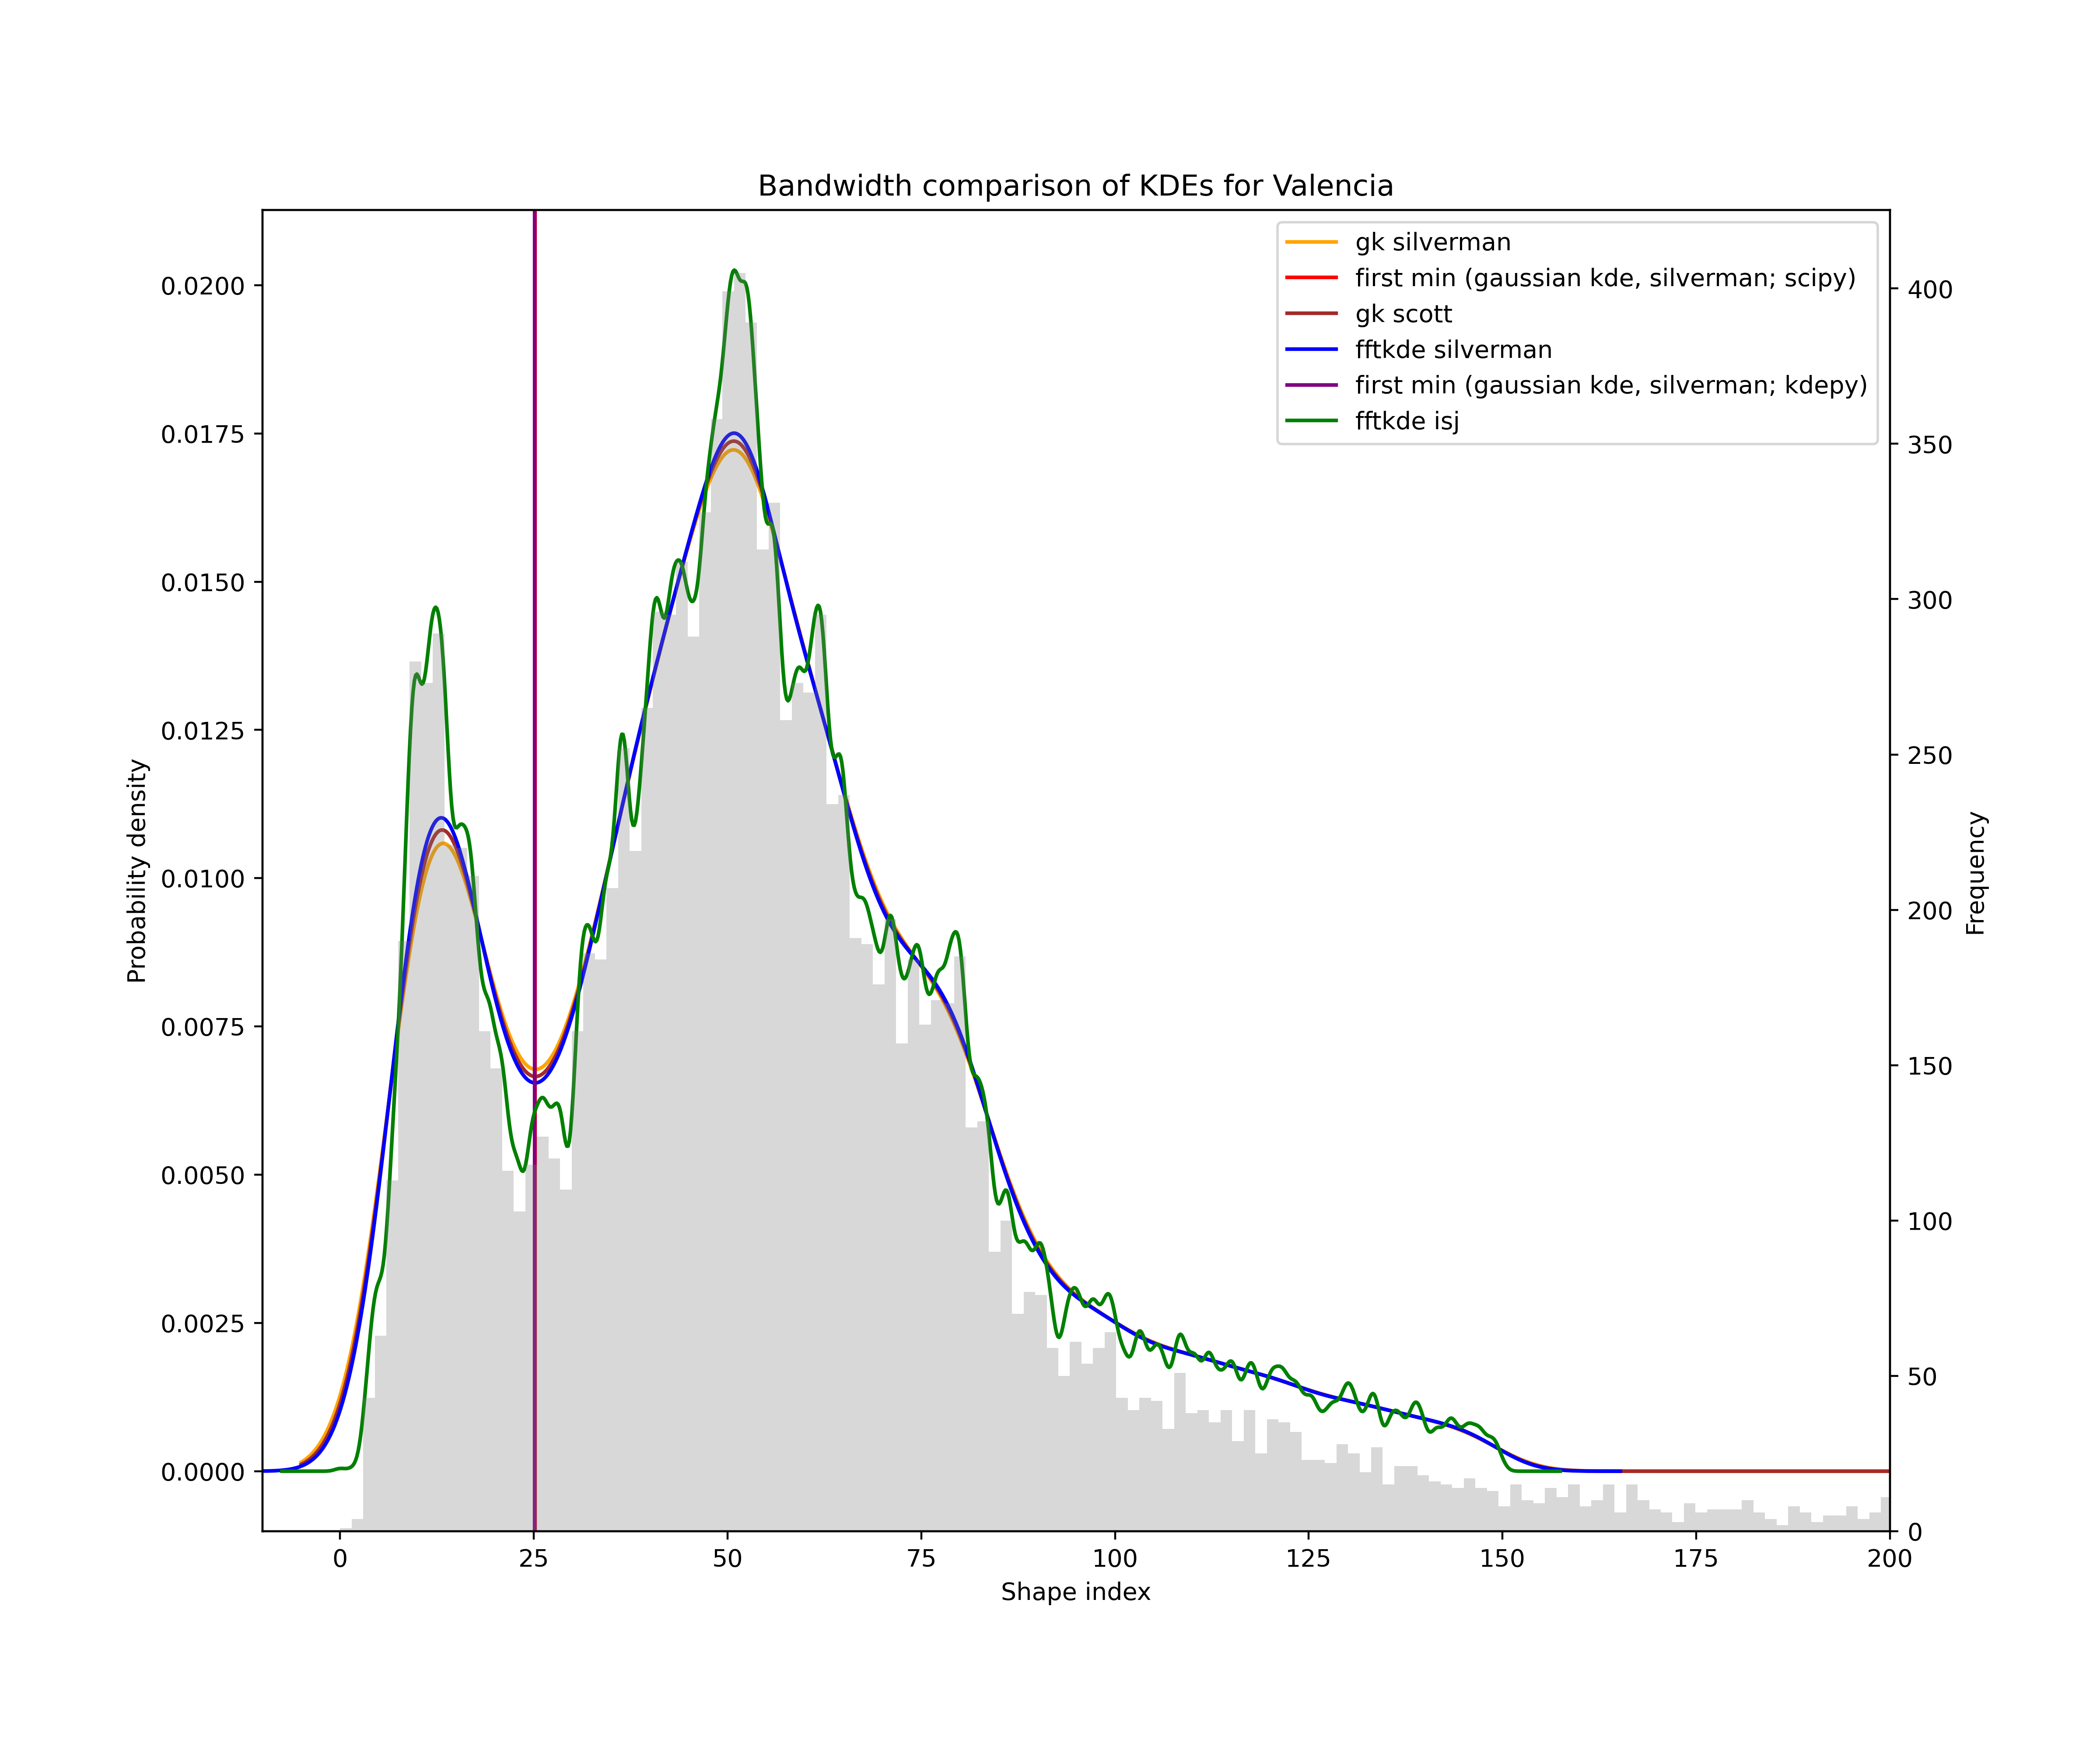 Bandwidth comparison of KDEs for Valencia
gk silverman
first min (gaussian kde, silverman; scipy)
gk scott
fftkde silverman
first min (gaussian kde, silverman; kdepy)
fftkde isj
Probability density
0.0200
0.0175
0.0150
0.0125
0.0100
0.0075
0.0050
0.0025
0.0000
400
350
300
250
200
150
100
50
0
Frequency
0 25 50 75 100 125 150 175 200
Shape index